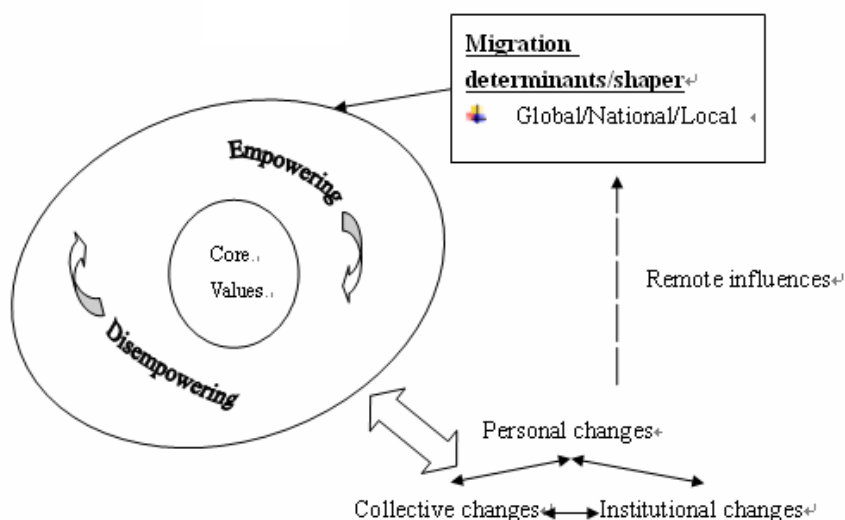 Migration
determinants/shaper
Global/National/Local
Empowering
Core
Values
Disempowering
Remote influences
Personal changes
Collective changes
Institutional changes